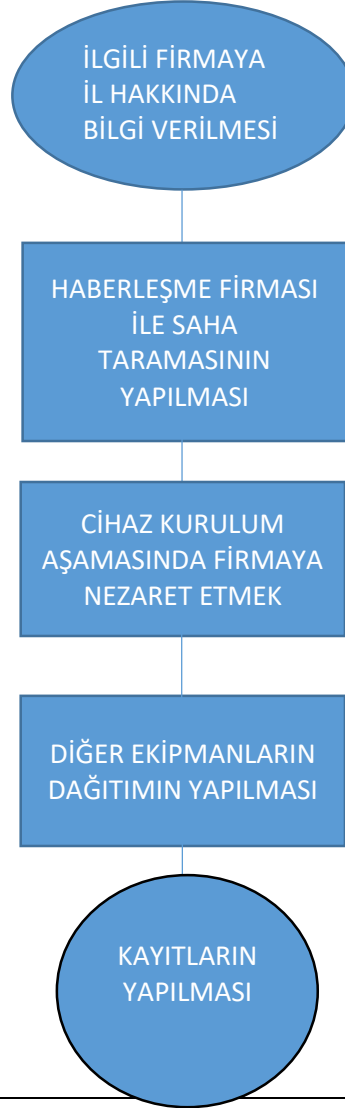 İLGİLİ FİRMAYA
İL HAKKINDA
BİLGİ VERİLMESİ
HABERLEŞME FİRMASI
İLE SAHA
TARAMASININ
YAPILMASI
CİHAZ KURULUM
AŞAMASINDA FİRMAYA
NEZARET ETMEK
DİĞER EKİPMANLARIN
DAĞITIMIN YAPILMASI
KAYITLARIN
YAPILMASI